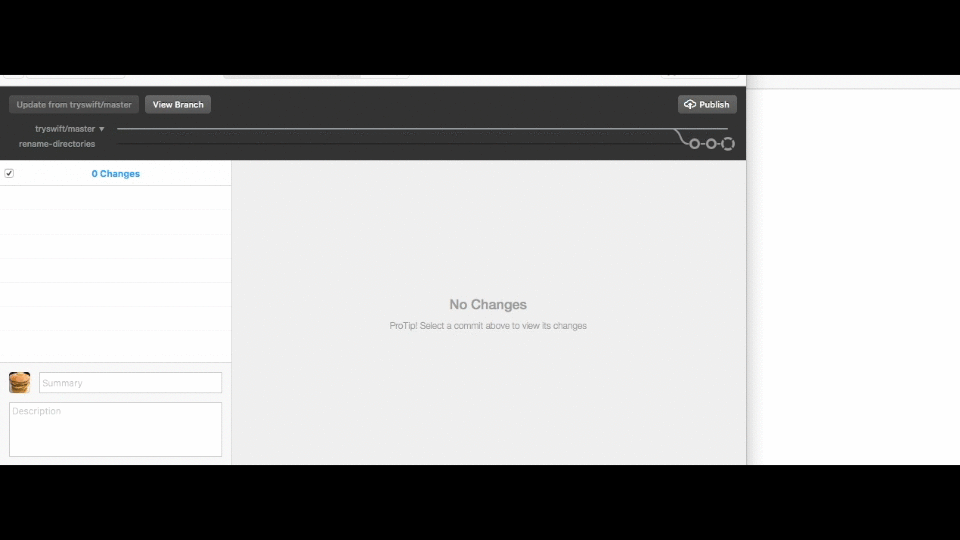 Update from tryswift/master
View Branch
Publish
tryswift/master
rename-directories
0 Changes
No Changes
ProTip! Select a commit above to view its changes
Summary
Description